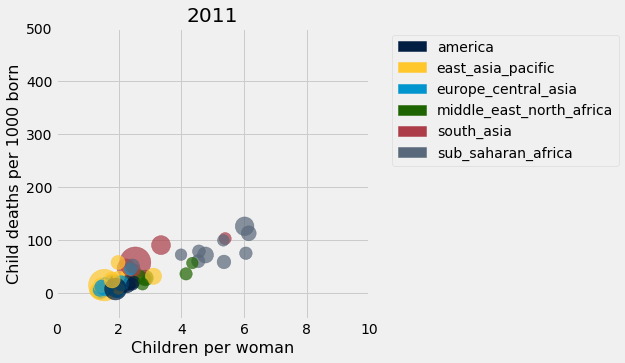 2011
500
400
300
200
100
0
Child deaths per 1000 born
0 2 4 6 8 10
Children per woman
america
east_asia_pacific
europe_central_asia
middle_east_north_africa
south_asia
sub_saharan_africa